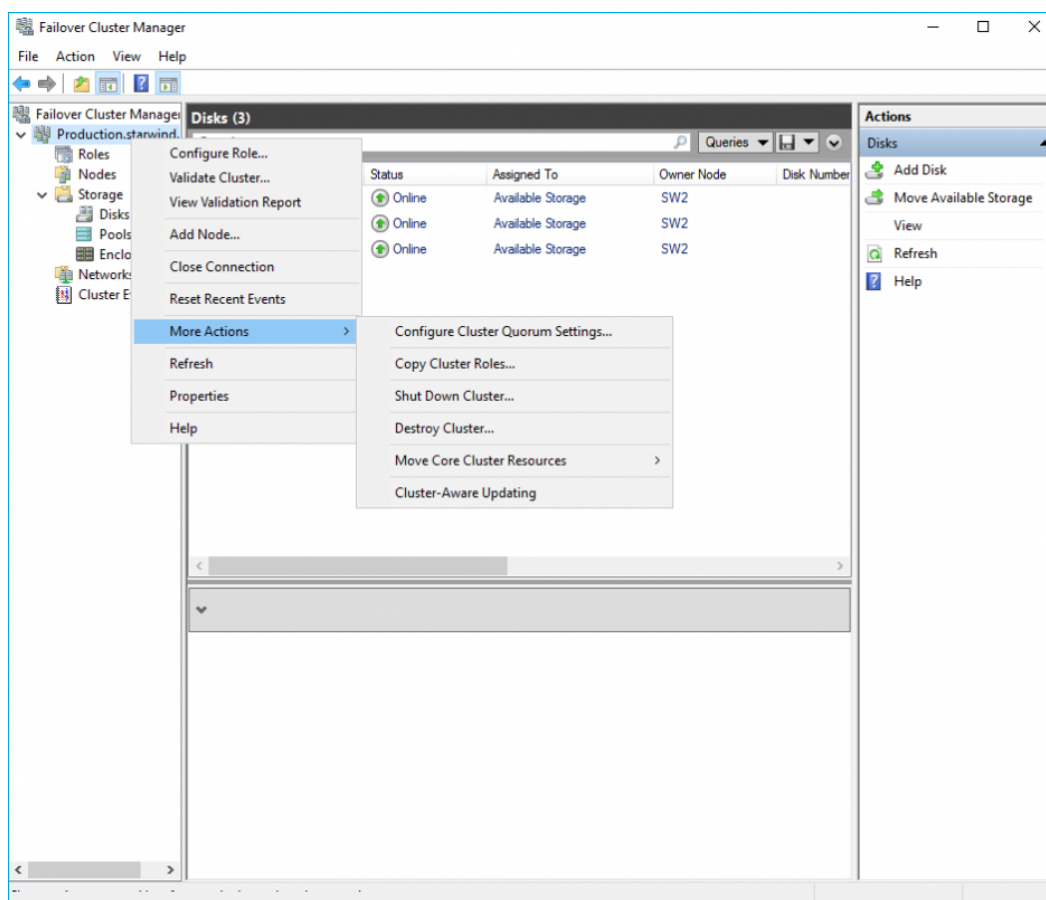 Failover Cluster Manager
File Action View Help
Failover Cluster Manager
Production.starwind.
Roles
Nodes
Storage
Disks
Pools
Enclo
Networks
Cluster E
Disks (3)
Queries
Status Assigned To Owner Node Disk Number
Online Available Storage SW2
Online Available Storage SW2
Online Available Storage SW2
Configure Role...
Validate Cluster...
View Validation Report
Add Node...
Close Connection
Reset Recent Events
More Actions
Refresh
Properties
Help
Configure Cluster Quorum Settings...
Copy Cluster Roles...
Shut Down Cluster...
Destroy Cluster...
Move Core Cluster Resources
Cluster-Aware Updating
Actions
Disks
Add Disk
Move Available Storage
View
Refresh
Help